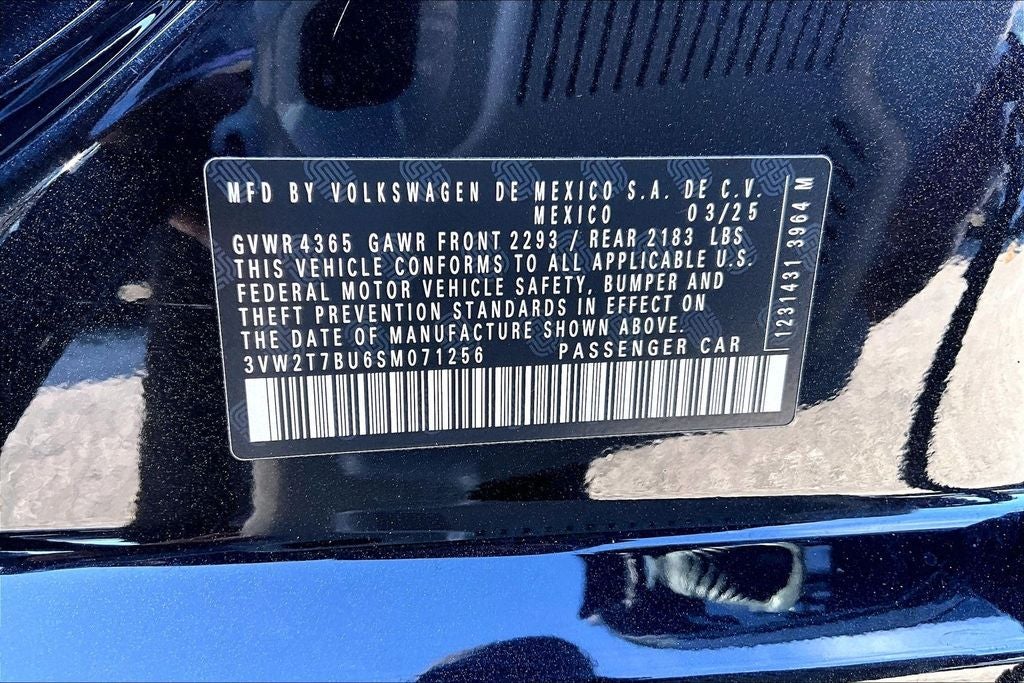 MFD BY VOLKSWAGEN DE MEXICO S.A. DE C.V.
MEXICO 03/25
GVWR 4365 GAWR FRONT 2293 / REAR 2183 LBS
THIS VEHICLE CONFORMS TO ALL APPLICABLE U.S.
FEDERAL MOTOR VEHICLE SAFETY, BUMPER AND
THEFT PREVENTION STANDARDS IN EFFECT ON
THE DATE OF MANUFACTURE SHOWN ABOVE.
3VW2T7BU6SM071256 PASSENGER CAR
1231431 3964 M